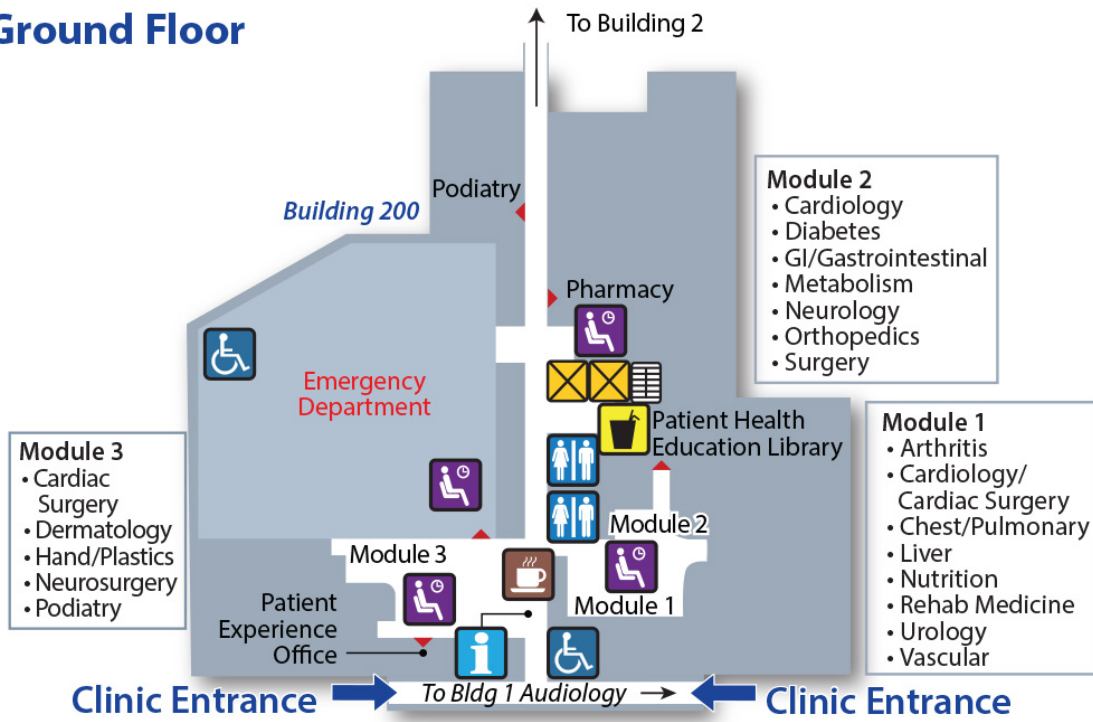 Ground Floor
To Building 2
Podiatry
Building 200
Pharmacy
Module 2
• Cardiology
• Diabetes
• GI/Gastrointestinal
• Metabolism
• Neurology
• Orthopedics
• Surgery
Emergency
Department
Patient Health
Education Library
Module 1
• Arthritis
• Cardiology/
Cardiac Surgery
• Chest/Pulmonary
• Liver
• Nutrition
• Rehab Medicine
• Urology
• Vascular
Module 3
• Cardiac
Surgery
• Dermatology
• Hand/Plastics
• Neurosurgery
• Podiatry
Module 2
Module 3
Module 1
Patient
Experience
Office
i
Clinic Entrance
To Bldg 1 Audiology
Clinic Entrance